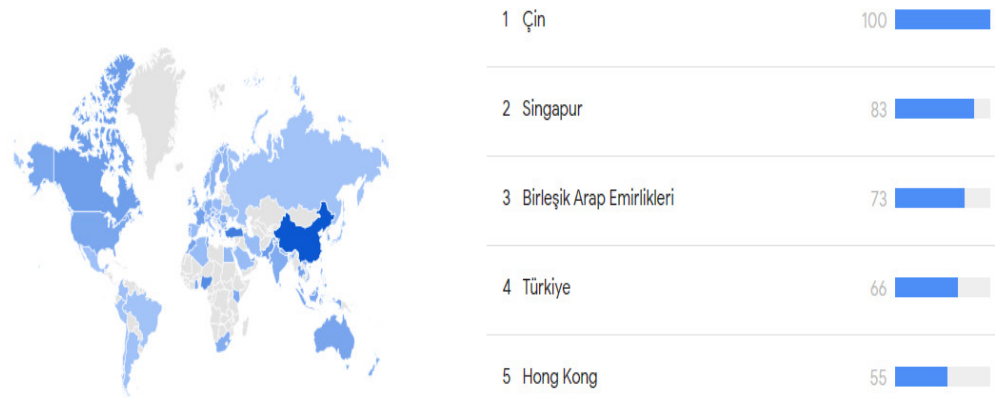 1 Çin 100
2 Singapur 83
3 Birleşik Arap Emirlikleri 73
4 Türkiye 66
5 Hong Kong 55